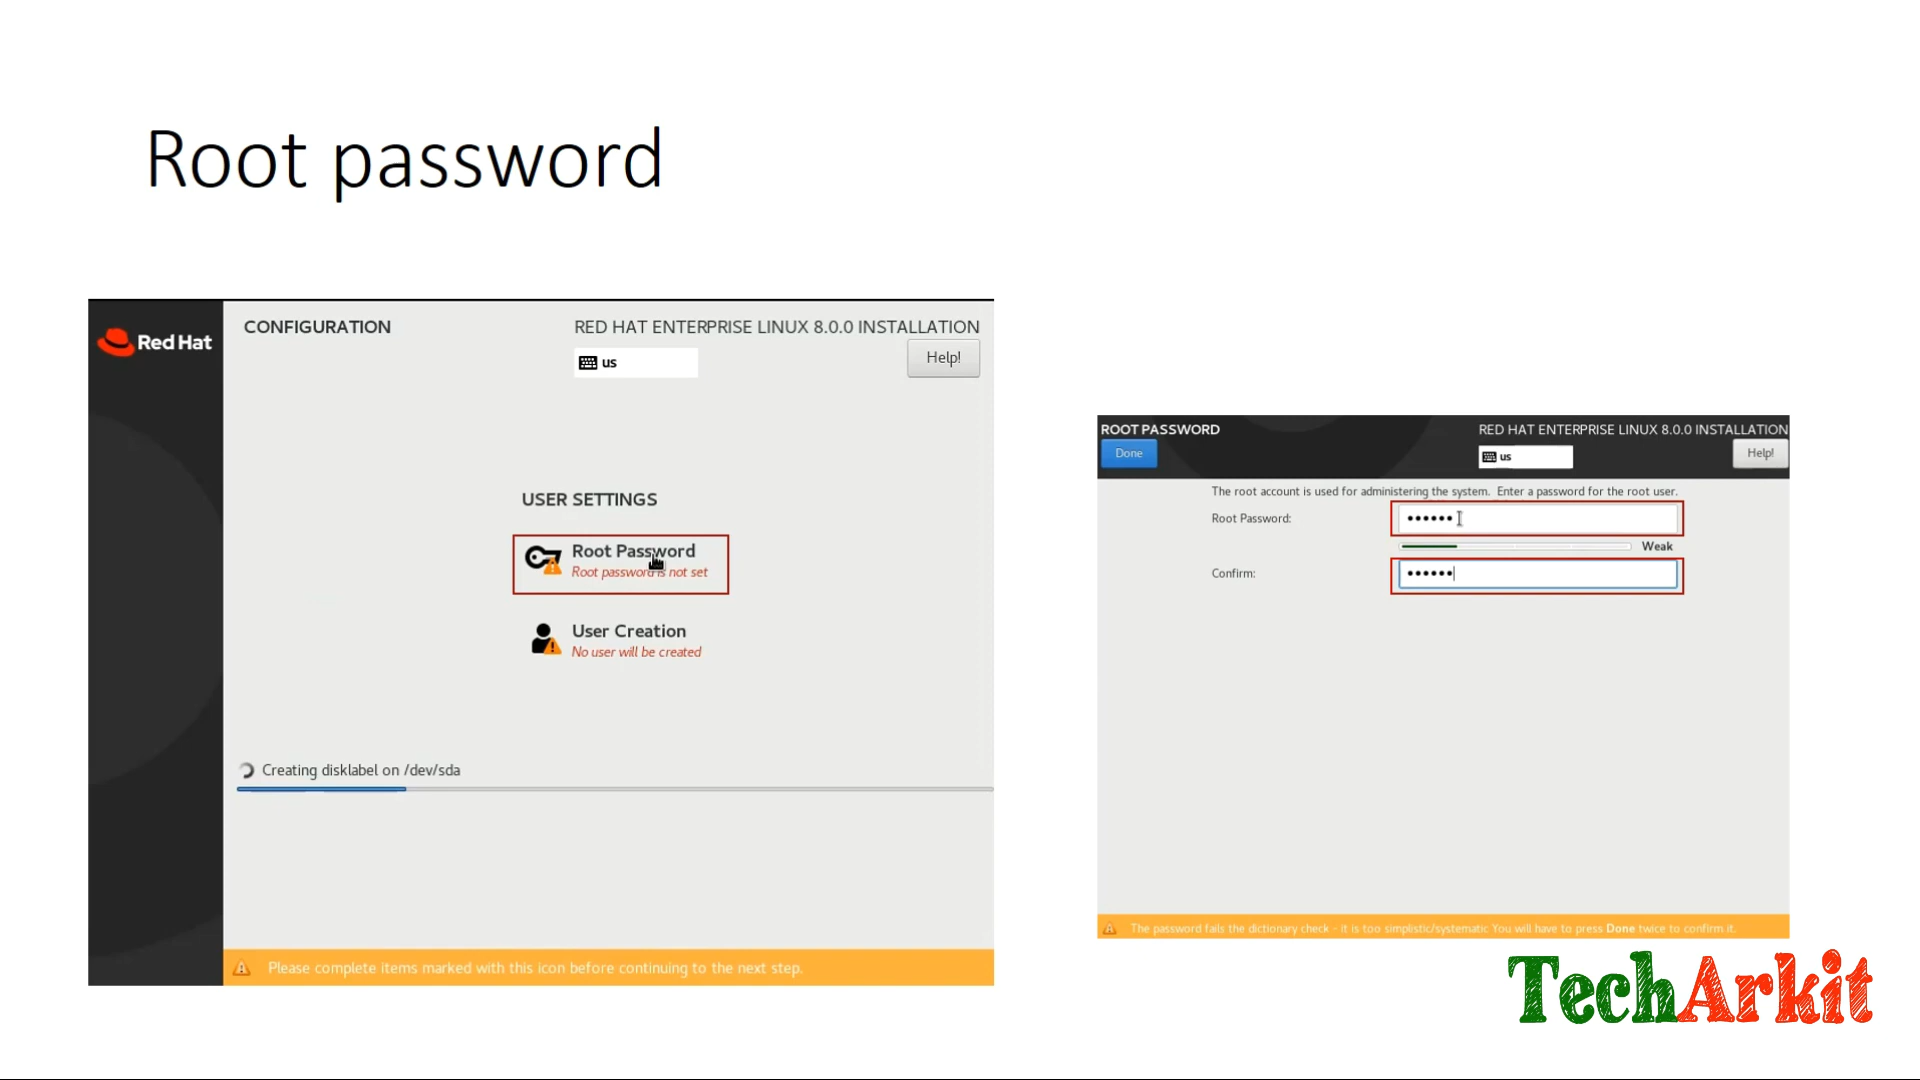 Root password
Red Hat
CONFIGURATION
RED HAT ENTERPRISE LINUX 8.0.0 INSTALLATION
us
Help!
USER SETTINGS
Root Password
Root password is not set
User Creation
No user will be created
Creating disklabel on /dev/sda
Please complete items marked with this icon before continuing to the next step.
ROOT PASSWORD
RED HAT ENTERPRISE LINUX 8.0.0 INSTALLATION
Done
us
Help!
The root account is used for administering the system. Enter a password for the root user.
Root Password:
••••••
Weak
Confirm:
••••••
The password fails the dictionary check - it is too simplistic/systematic You will have to press Done twice to confirm it.
TechArkit